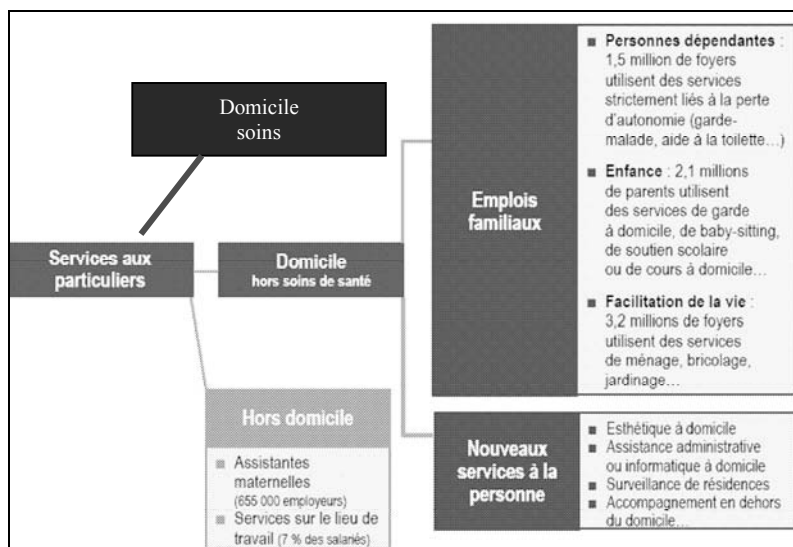 Domicile
soins
Services aux
particuliers
Domicile
hors soins de santé
Hors domicile
■ Assistantes
maternelles
(655 000 employeurs)
■ Services sur le lieu de
travail (7 % des salariés)
Emplois
familiaux
■ Personnes dépendantes :
1,5 million de foyers
utilisent des services
strictement liés à la perte
d'autonomie (garde-
malade, aide à la toilette...)
■ Enfance : 2,1 millions
de parents utilisent
des services de garde
à domicile, de baby-sitting,
de soutien scolaire
ou de cours à domicile...
■ Facilitation de la vie :
3,2 millions de foyers
utilisent des services
de ménage, bricolage,
jardinage...
Nouveaux
services à la
personne
■ Esthétique à domicile
■ Assistance administrative
ou informatique à domicile
■ Surveillance de résidences
■ Accompagnement en dehors
du domicile...